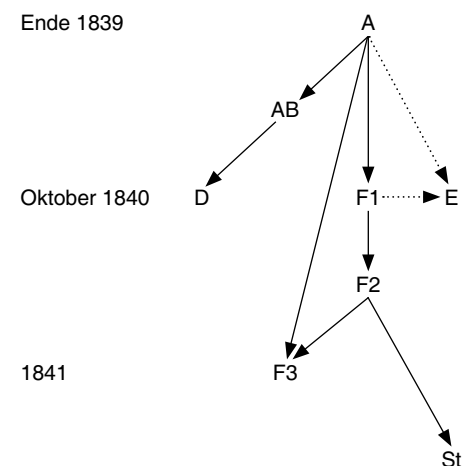 Ende 1839 A
AB
Oktober 1840 D F1 E
F2
1841 F3
St